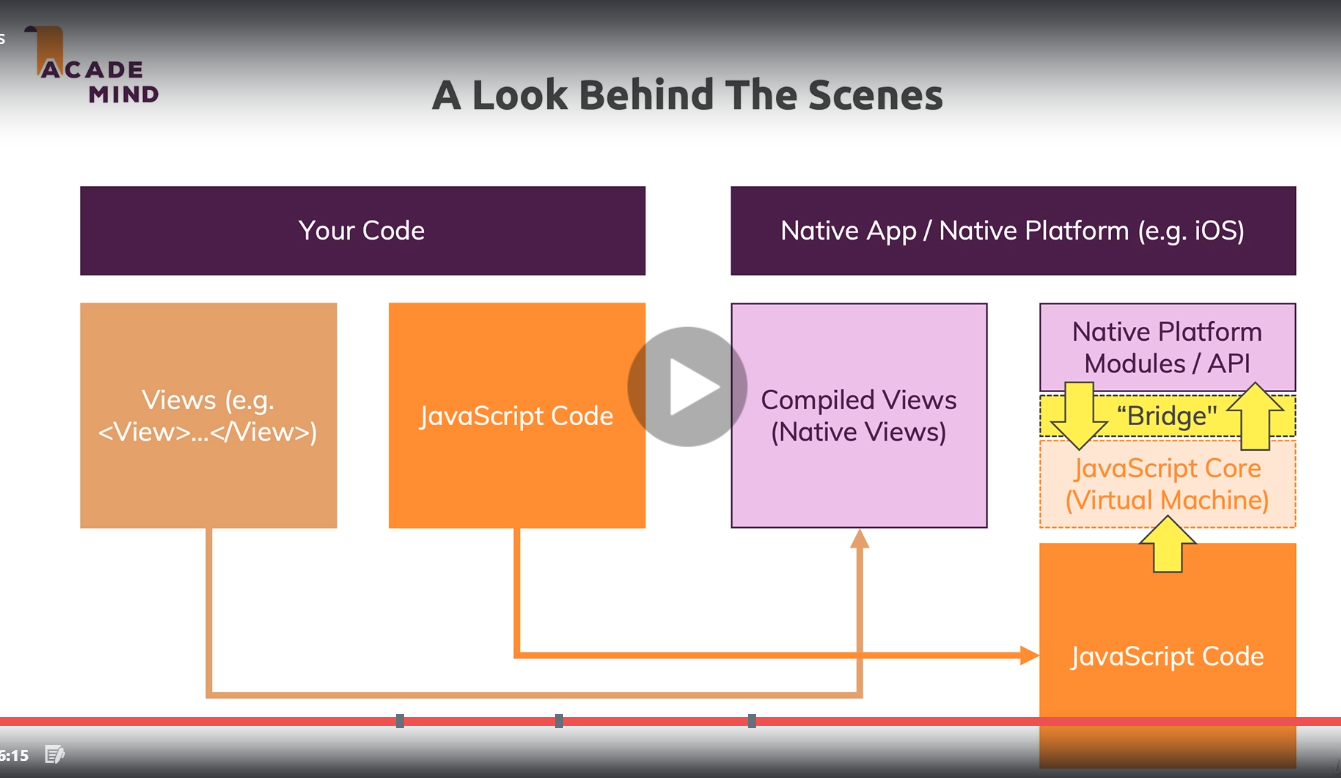 s
ACADE
MIND
A Look Behind The Scenes
Your Code
Native App / Native Platform (e.g. iOS)
Views (e.g.
<View>...</View>)
JavaScript Code
Compiled Views
(Native Views)
Native Platform
Modules / API
“Bridge"
JavaScript Core
(Virtual Machine)
JavaScript Code
6:15